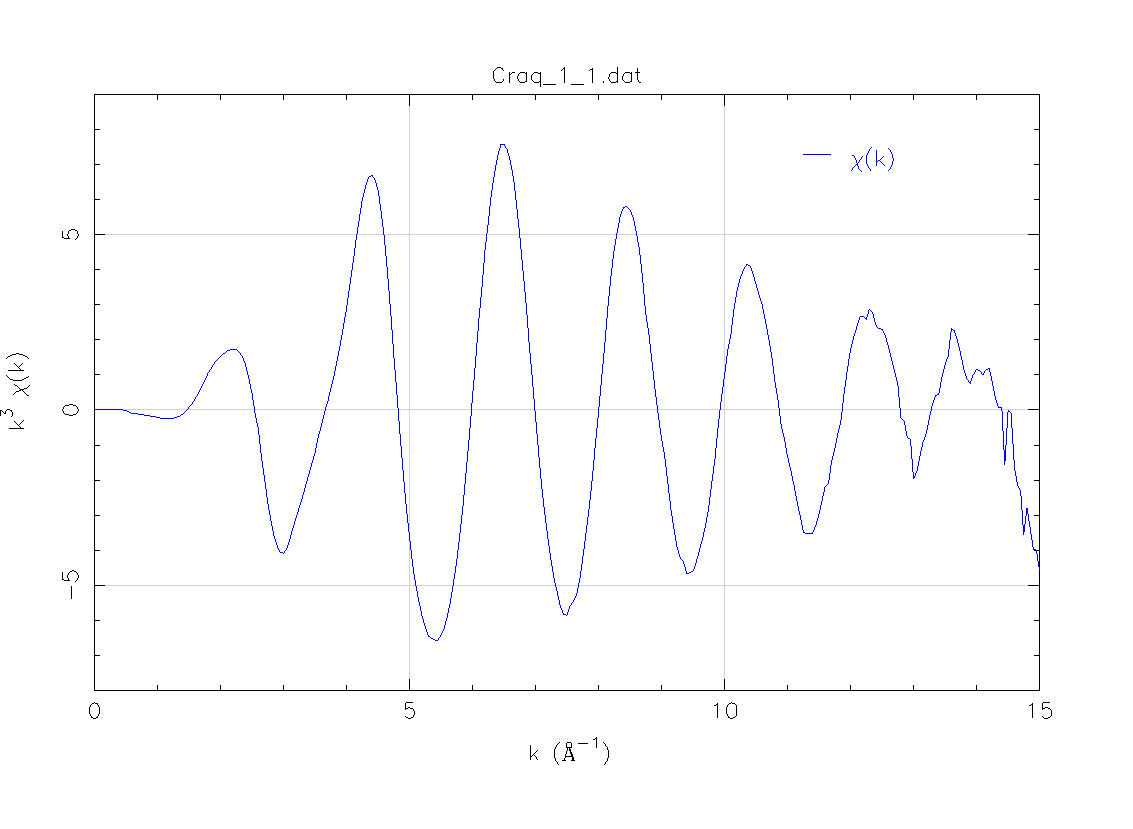 Craq_1_1.dat
χ(k)
5
0
−5
k³ χ(k)
0 5 10 15
k (Å⁻¹)